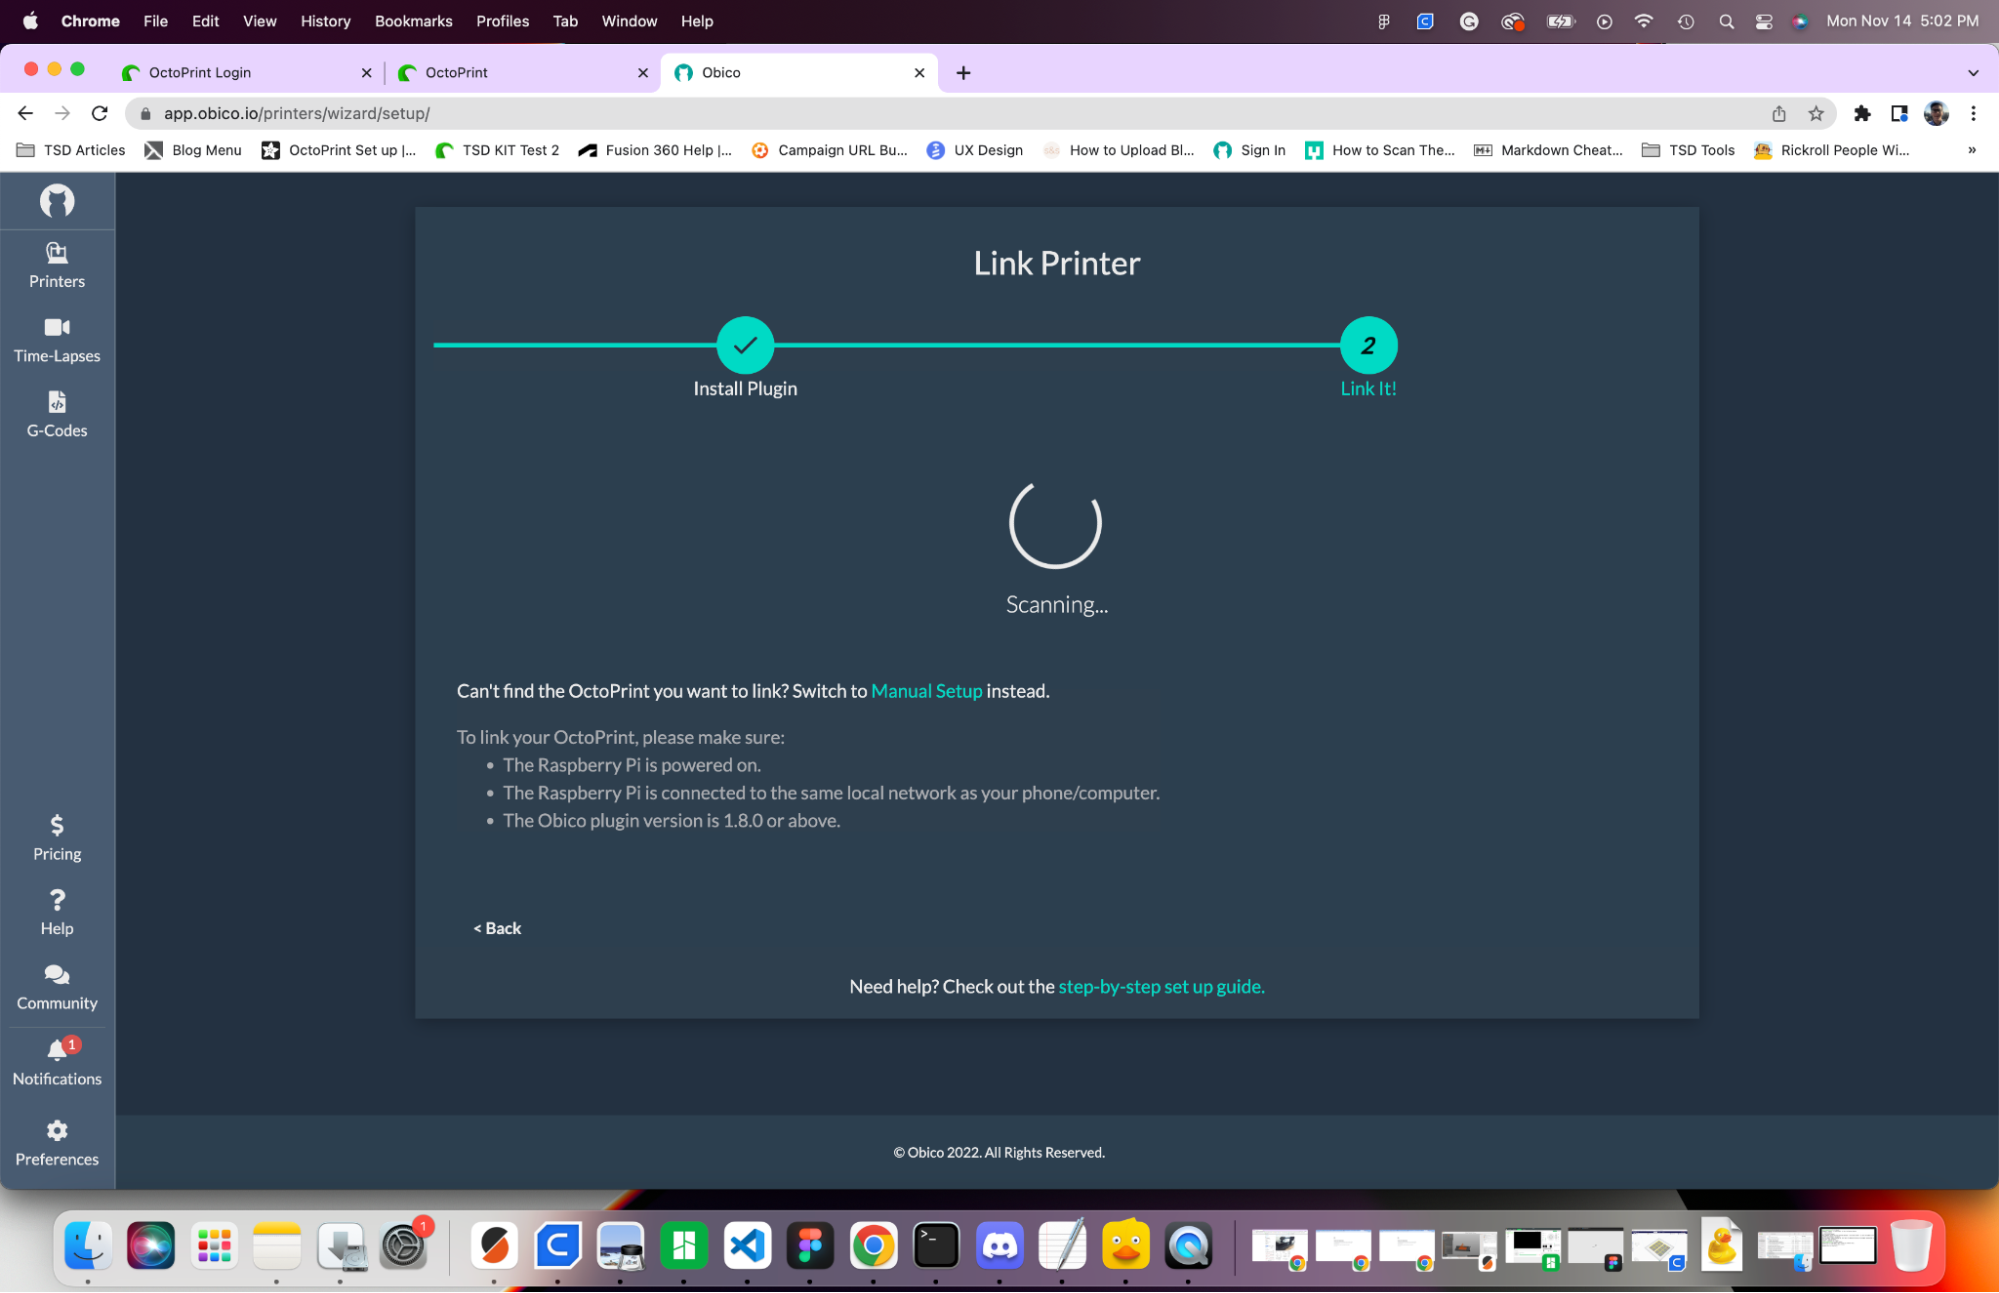 Chrome File Edit View History Bookmarks Profiles Tab Window Help Mon Nov 14 5:02 PM
OctoPrint Login OctoPrint Obico
app.obico.io/printers/wizard/setup/
TSD Articles Blog Menu OctoPrint Set up |... TSD KIT Test 2 Fusion 360 Help |... Campaign URL Bu... UX Design How to Upload Bl... Sign In How to Scan The... Markdown Cheat... TSD Tools Rickroll People Wi... »
Printers
Time-Lapses
G-Codes
Pricing
Help
Community
1
Notifications
Preferences
Link Printer
2
Install Plugin Link It!
Scanning...
Can't find the OctoPrint you want to link? Switch to Manual Setup instead.
To link your OctoPrint, please make sure:
• The Raspberry Pi is powered on.
• The Raspberry Pi is connected to the same local network as your phone/computer.
• The Obico plugin version is 1.8.0 or above.
< Back
Need help? Check out the step-by-step set up guide.
© Obico 2022. All Rights Reserved.
1